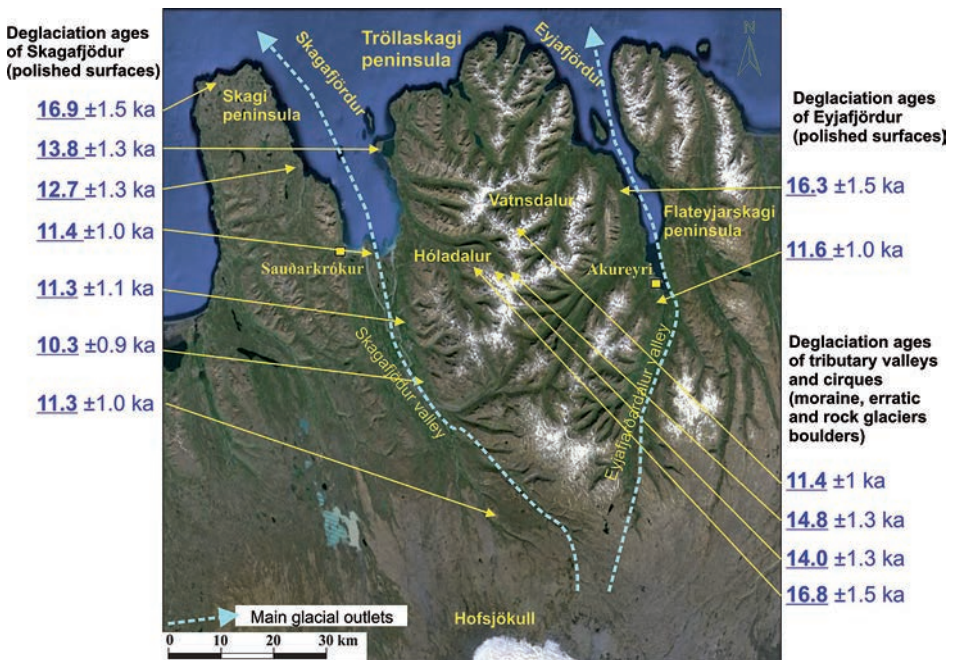 Deglaciation ages
of Skagafjödur
(polished surfaces)
16.9 ±1.5 ka
13.8 ±1.3 ka
12.7 ±1.3 ka
11.4 ±1.0 ka
11.3 ±1.1 ka
10.3 ±0.9 ka
11.3 ±1.0 ka
Skagi
peninsula
Skagafjördur
Tröllaskagi
peninsula
Eyjafjördur
N
Vatnsdalur
Flateyjarskagi
peninsula
Hóladalur
Sauðarkrókur
Akureyri
Skagafjödur valley
Eyjafjarðardalur valley
Hofsjökull
Main glacial outlets
0 10 20 30 km
Deglaciation ages
of Eyjafjördur
(polished surfaces)
16.3 ±1.5 ka
11.6 ±1.0 ka
Deglaciation ages
of tributary valleys
and cirques
(moraine, erratic
and rock glaciers
boulders)
11.4 ±1 ka
14.8 ±1.3 ka
14.0 ±1.3 ka
16.8 ±1.5 ka